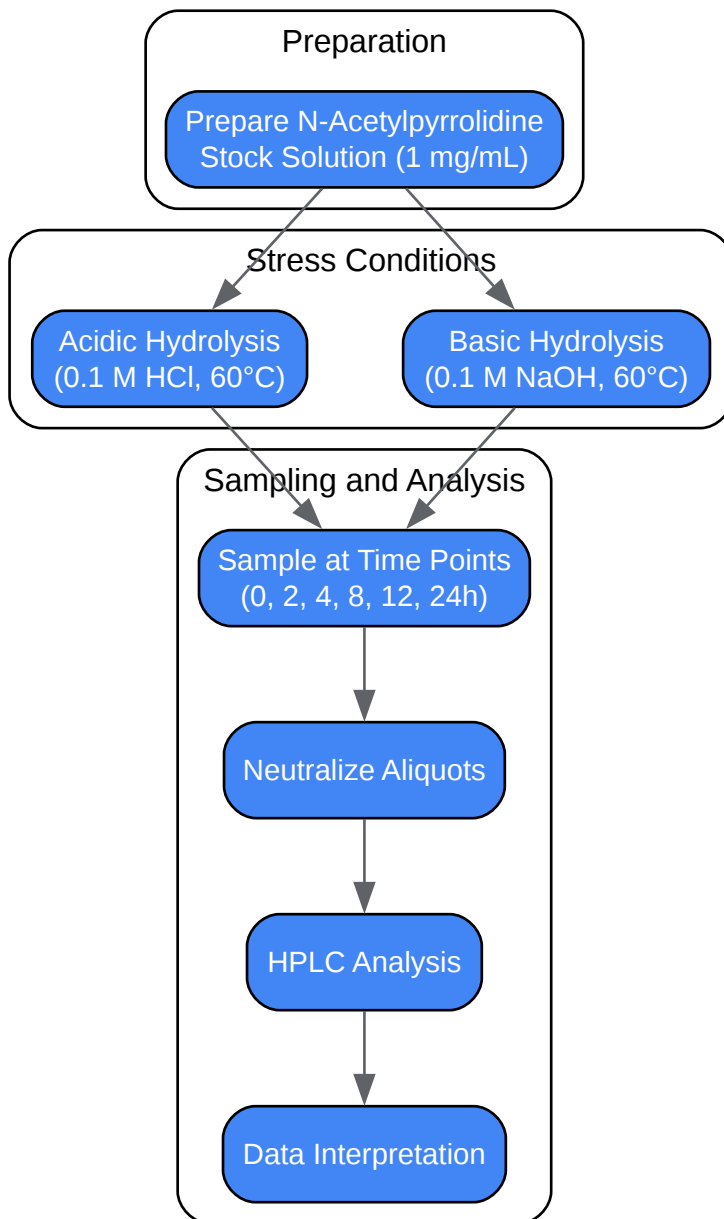 Preparation
Prepare N-Acetylpyrrolidine
Stock Solution (1 mg/mL)
Stress Conditions
Acidic Hydrolysis
(0.1 M HCl, 60°C)
Basic Hydrolysis
(0.1 M NaOH, 60°C)
Sampling and Analysis
Sample at Time Points
(0, 2, 4, 8, 12, 24h)
Neutralize Aliquots
HPLC Analysis
Data Interpretation